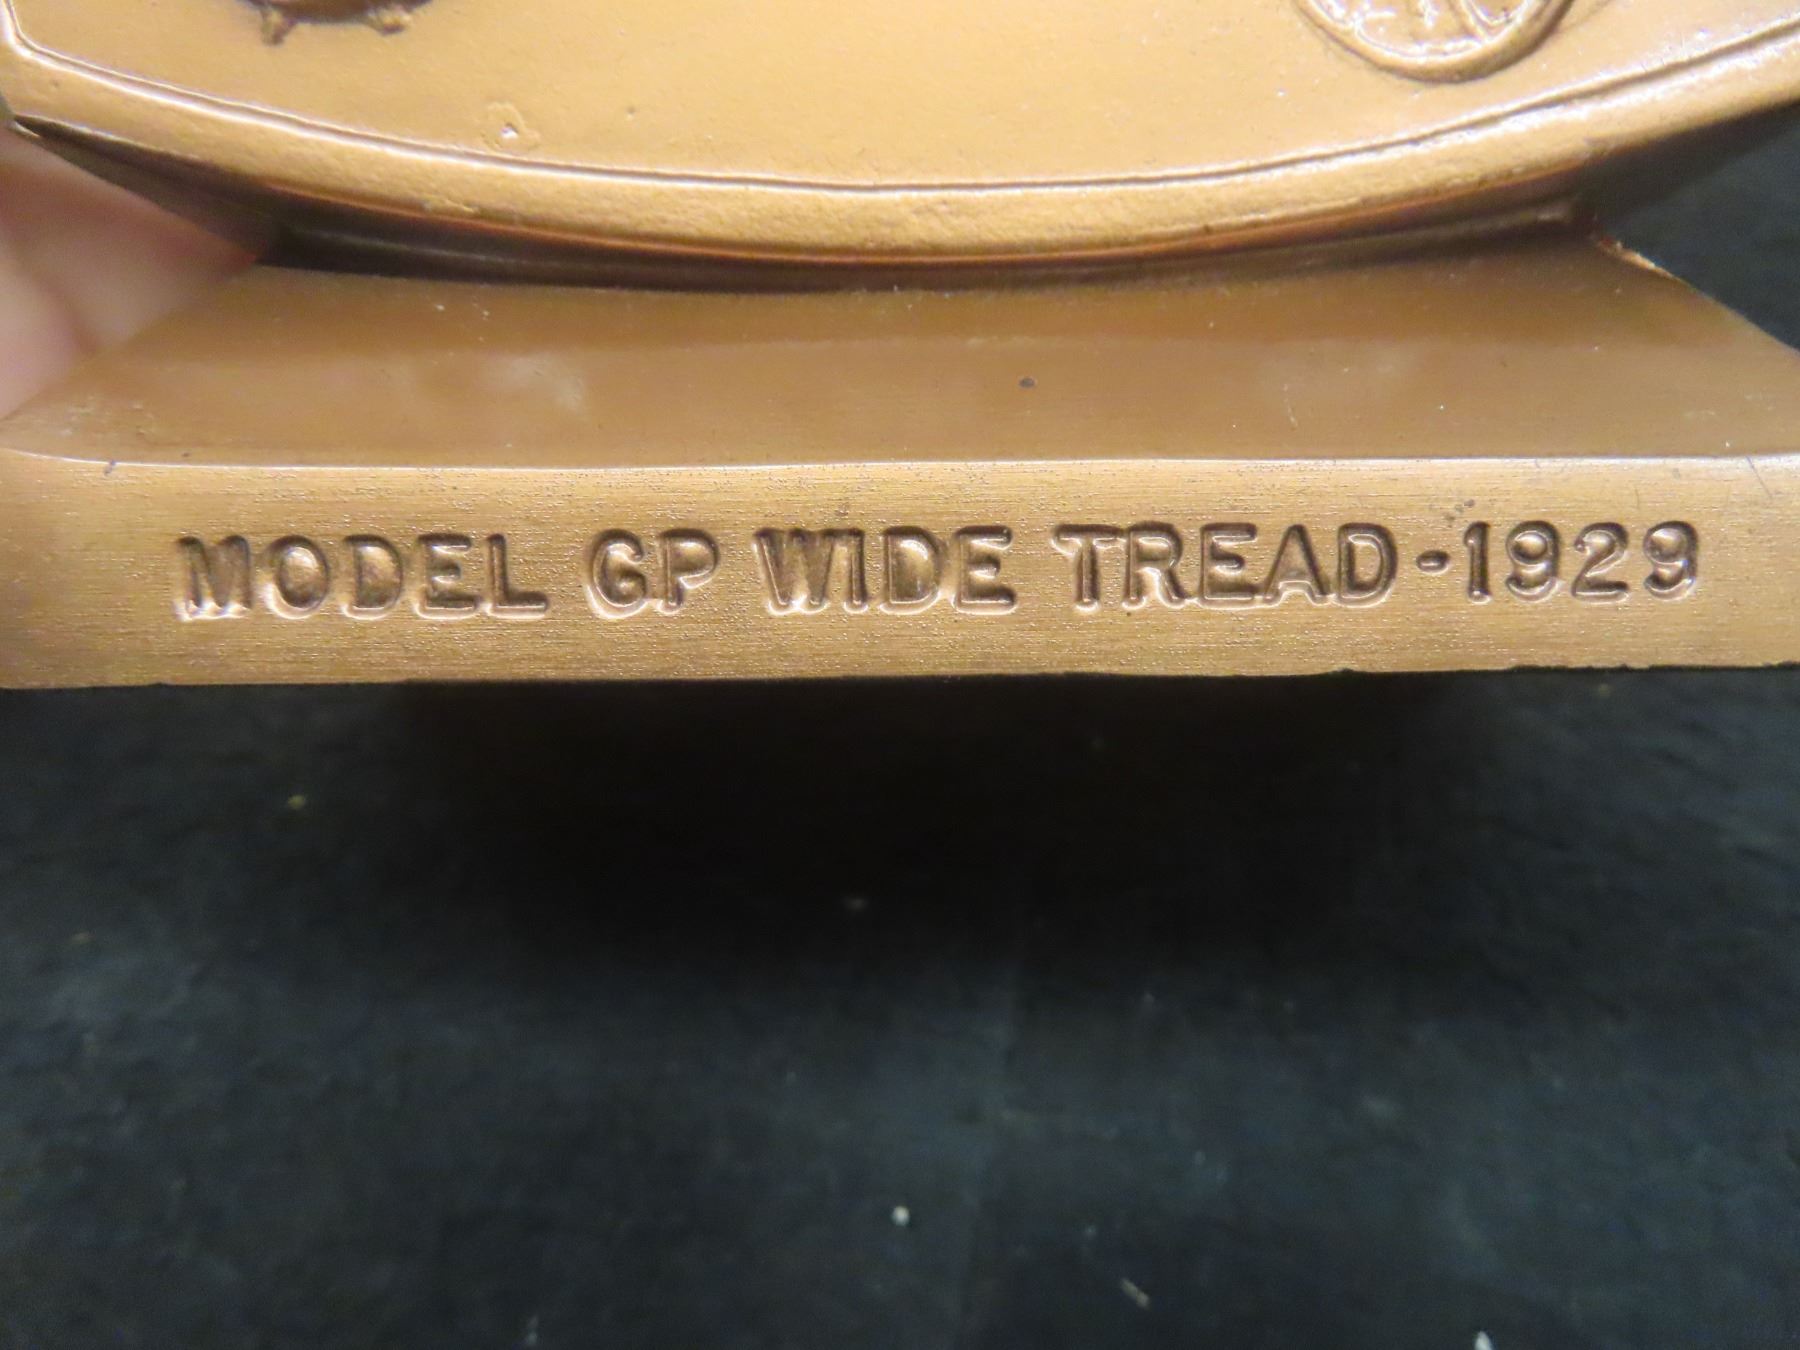 MODEL GP WIDE TREAD-1929